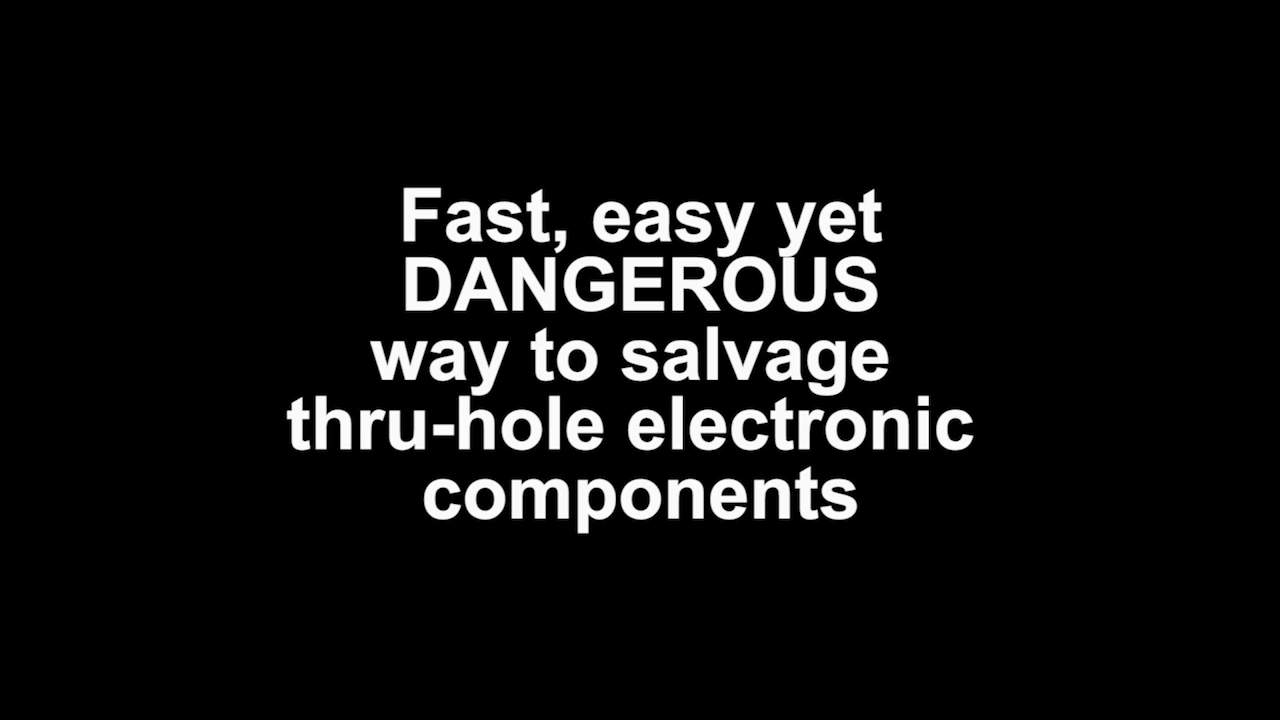 Fast, easy yet
DANGEROUS
way to salvage
thru-hole electronic
components